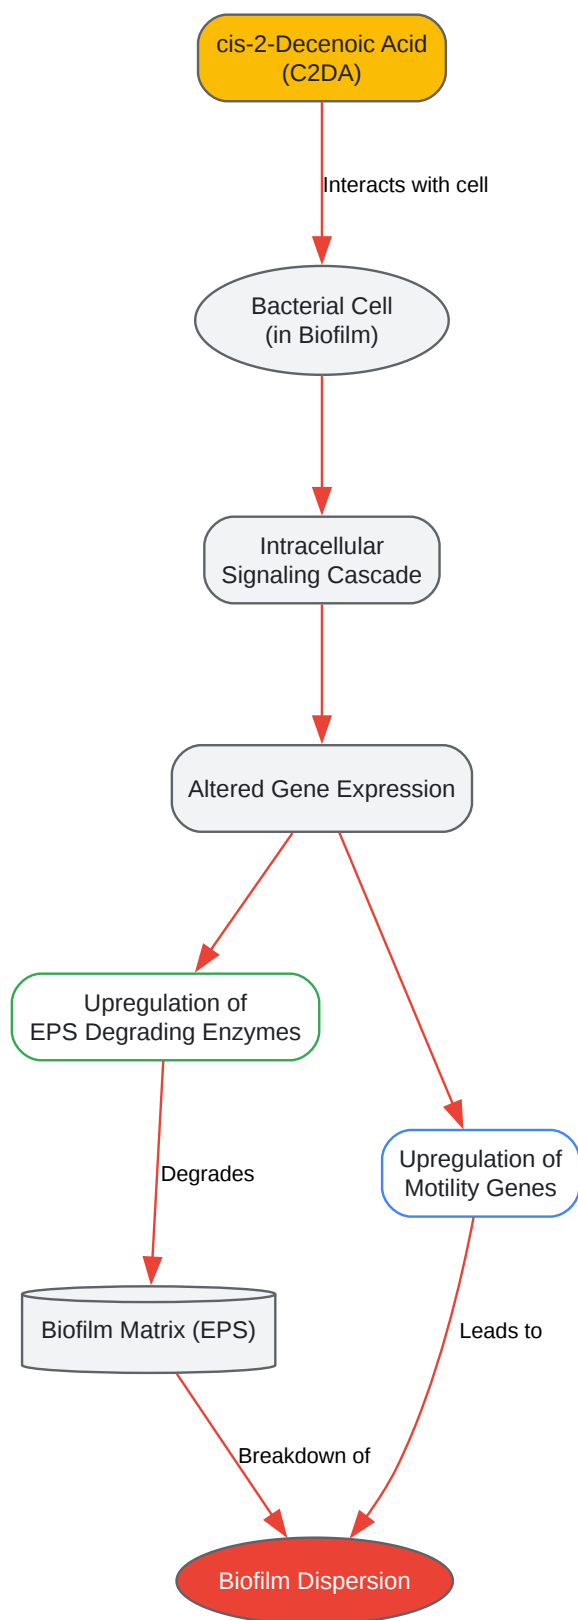 cis-2-Decenoic Acid
(C2DA)
Interacts with cell
Bacterial Cell
(in Biofilm)
Intracellular
Signaling Cascade
Altered Gene Expression
Upregulation of
EPS Degrading Enzymes
Degrades
Upregulation of
Motility Genes
Biofilm Matrix (EPS)
Leads to
Breakdown of
Biofilm Dispersion